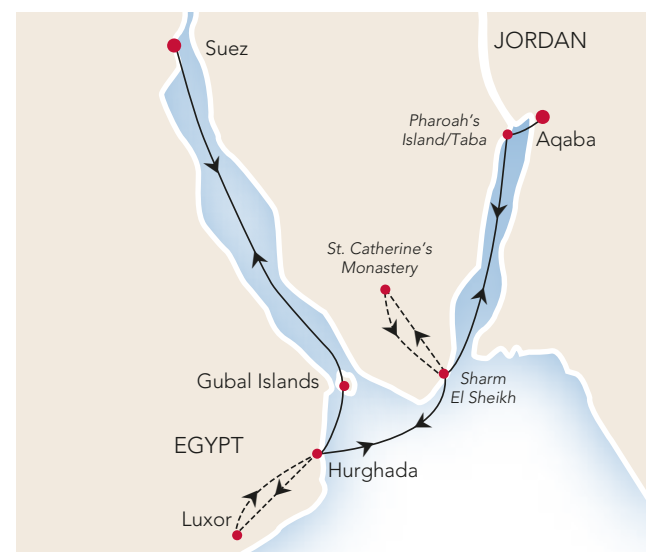 Suez
JORDAN
Pharoah's
Island/Taba
Aqaba
St. Catherine's
Monastery
Gubal Islands
Sharm
El Sheikh
EGYPT
Hurghada
Luxor